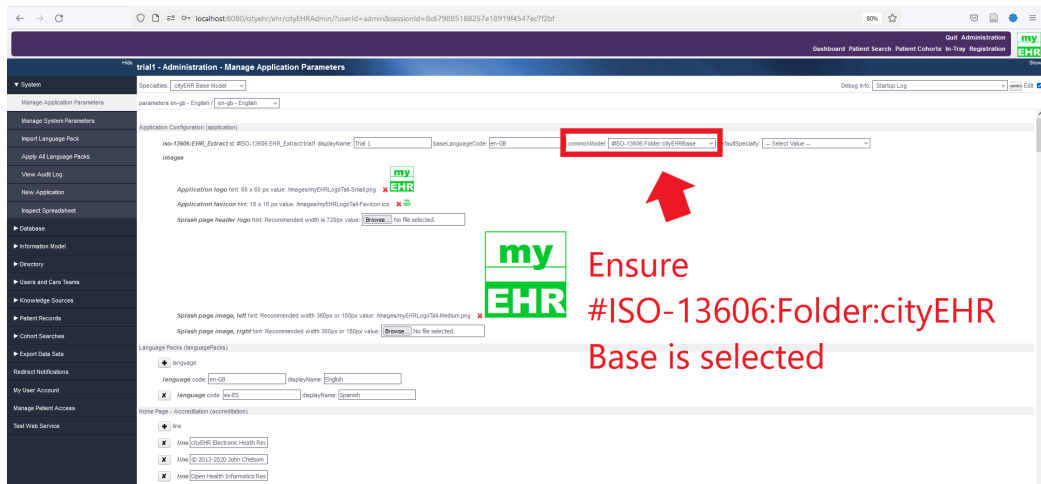 localhost:8080/cityehr/ehr/cityEHRAdmin/?userId=admin&sessionId=8c679885188257e18919f4547ec7f2bf
80%
Quit Administration
Dashboard Patient Search Patient Cohorts In-Tray Registration
my
EHR
Hide
trial1 - Administration - Manage Application Parameters
Show
▼ System
Manage Application Parameters
Manage System Parameters
Import Language Pack
Apply All Language Packs
View Audit Log
New Application
Inspect Spreadsheet
► Database
► Information Model
► Directory
► Users and Care Teams
► Knowledge Sources
► Patient Records
► Cohort Searches
► Export Data Sets
Redirect Notifications
My User Account
Manage Patient Access
Test Web Service
Specialties: cityEHR Base Model
Debug Info: Startup Log
Edit
parameters en-gb - English / en-gb - English
Application Configuration (application)
iso-13606:EHR_Extract id: #ISO-13606:EHR_Extract:trial1 displayName: Trial 1 baseLanguageCode: en-GB commonModel: #ISO-13606:Folder:cityEHRBase efaultSpecialty: -- Select Value --
images
my
EHR
Application logo hint: 60 x 60 px value: /images/myEHRLogoTall-Small.png
Application favicon hint: 16 x 16 px value: /images/myEHRLogoTall-Favicon.ico
Splash page header logo hint: Recommended width is 720px value: Browse... No file selected.
my
EHR
Splash page image, left hint: Recommended width 360px or 180px value: /images/myEHRLogoTall-Medium.png
Splash page image, right hint: Recommended width 360px or 180px value: Browse... No file selected.
Language Packs (languagePacks)
language
language code: en-GB displayName: English
language code: es-ES displayName: Spanish
Home Page - Accreditation (accreditation)
line
line cityEHR Electronic Heath Rec
line © 2013-2020 John Chelsom
line Open Health Informatics Res
Ensure
#ISO-13606:Folder:cityEHR
Base is selected